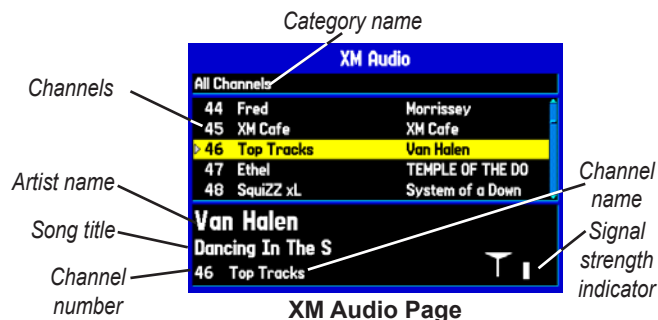 Category name
XM Audio
All Channels
Channels
44 Fred Morrissey
45 XM Cafe XM Cafe
46 Top Tracks Van Halen
47 Ethel TEMPLE OF THE DO
48 SquiZZ xL System of a Down
Channel
name
Artist name
Van Halen
Song title
Dancing In The S
Signal
strength
indicator
Channel
number
46 Top Tracks
XM Audio Page